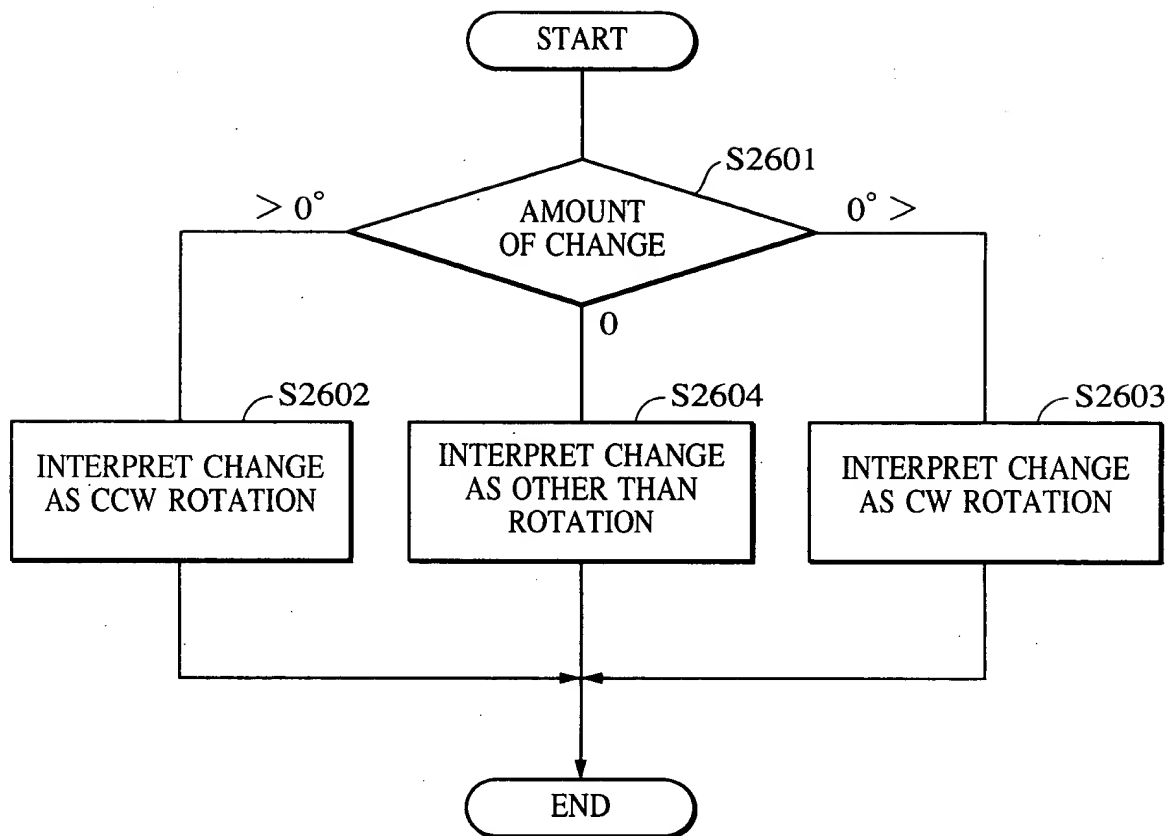 START
S2601
> 0°
AMOUNT
OF CHANGE
0° >
0
S2602
S2604
S2603
INTERPRET CHANGE
AS CCW ROTATION
INTERPRET CHANGE
AS OTHER THAN
ROTATION
INTERPRET CHANGE
AS CW ROTATION
END